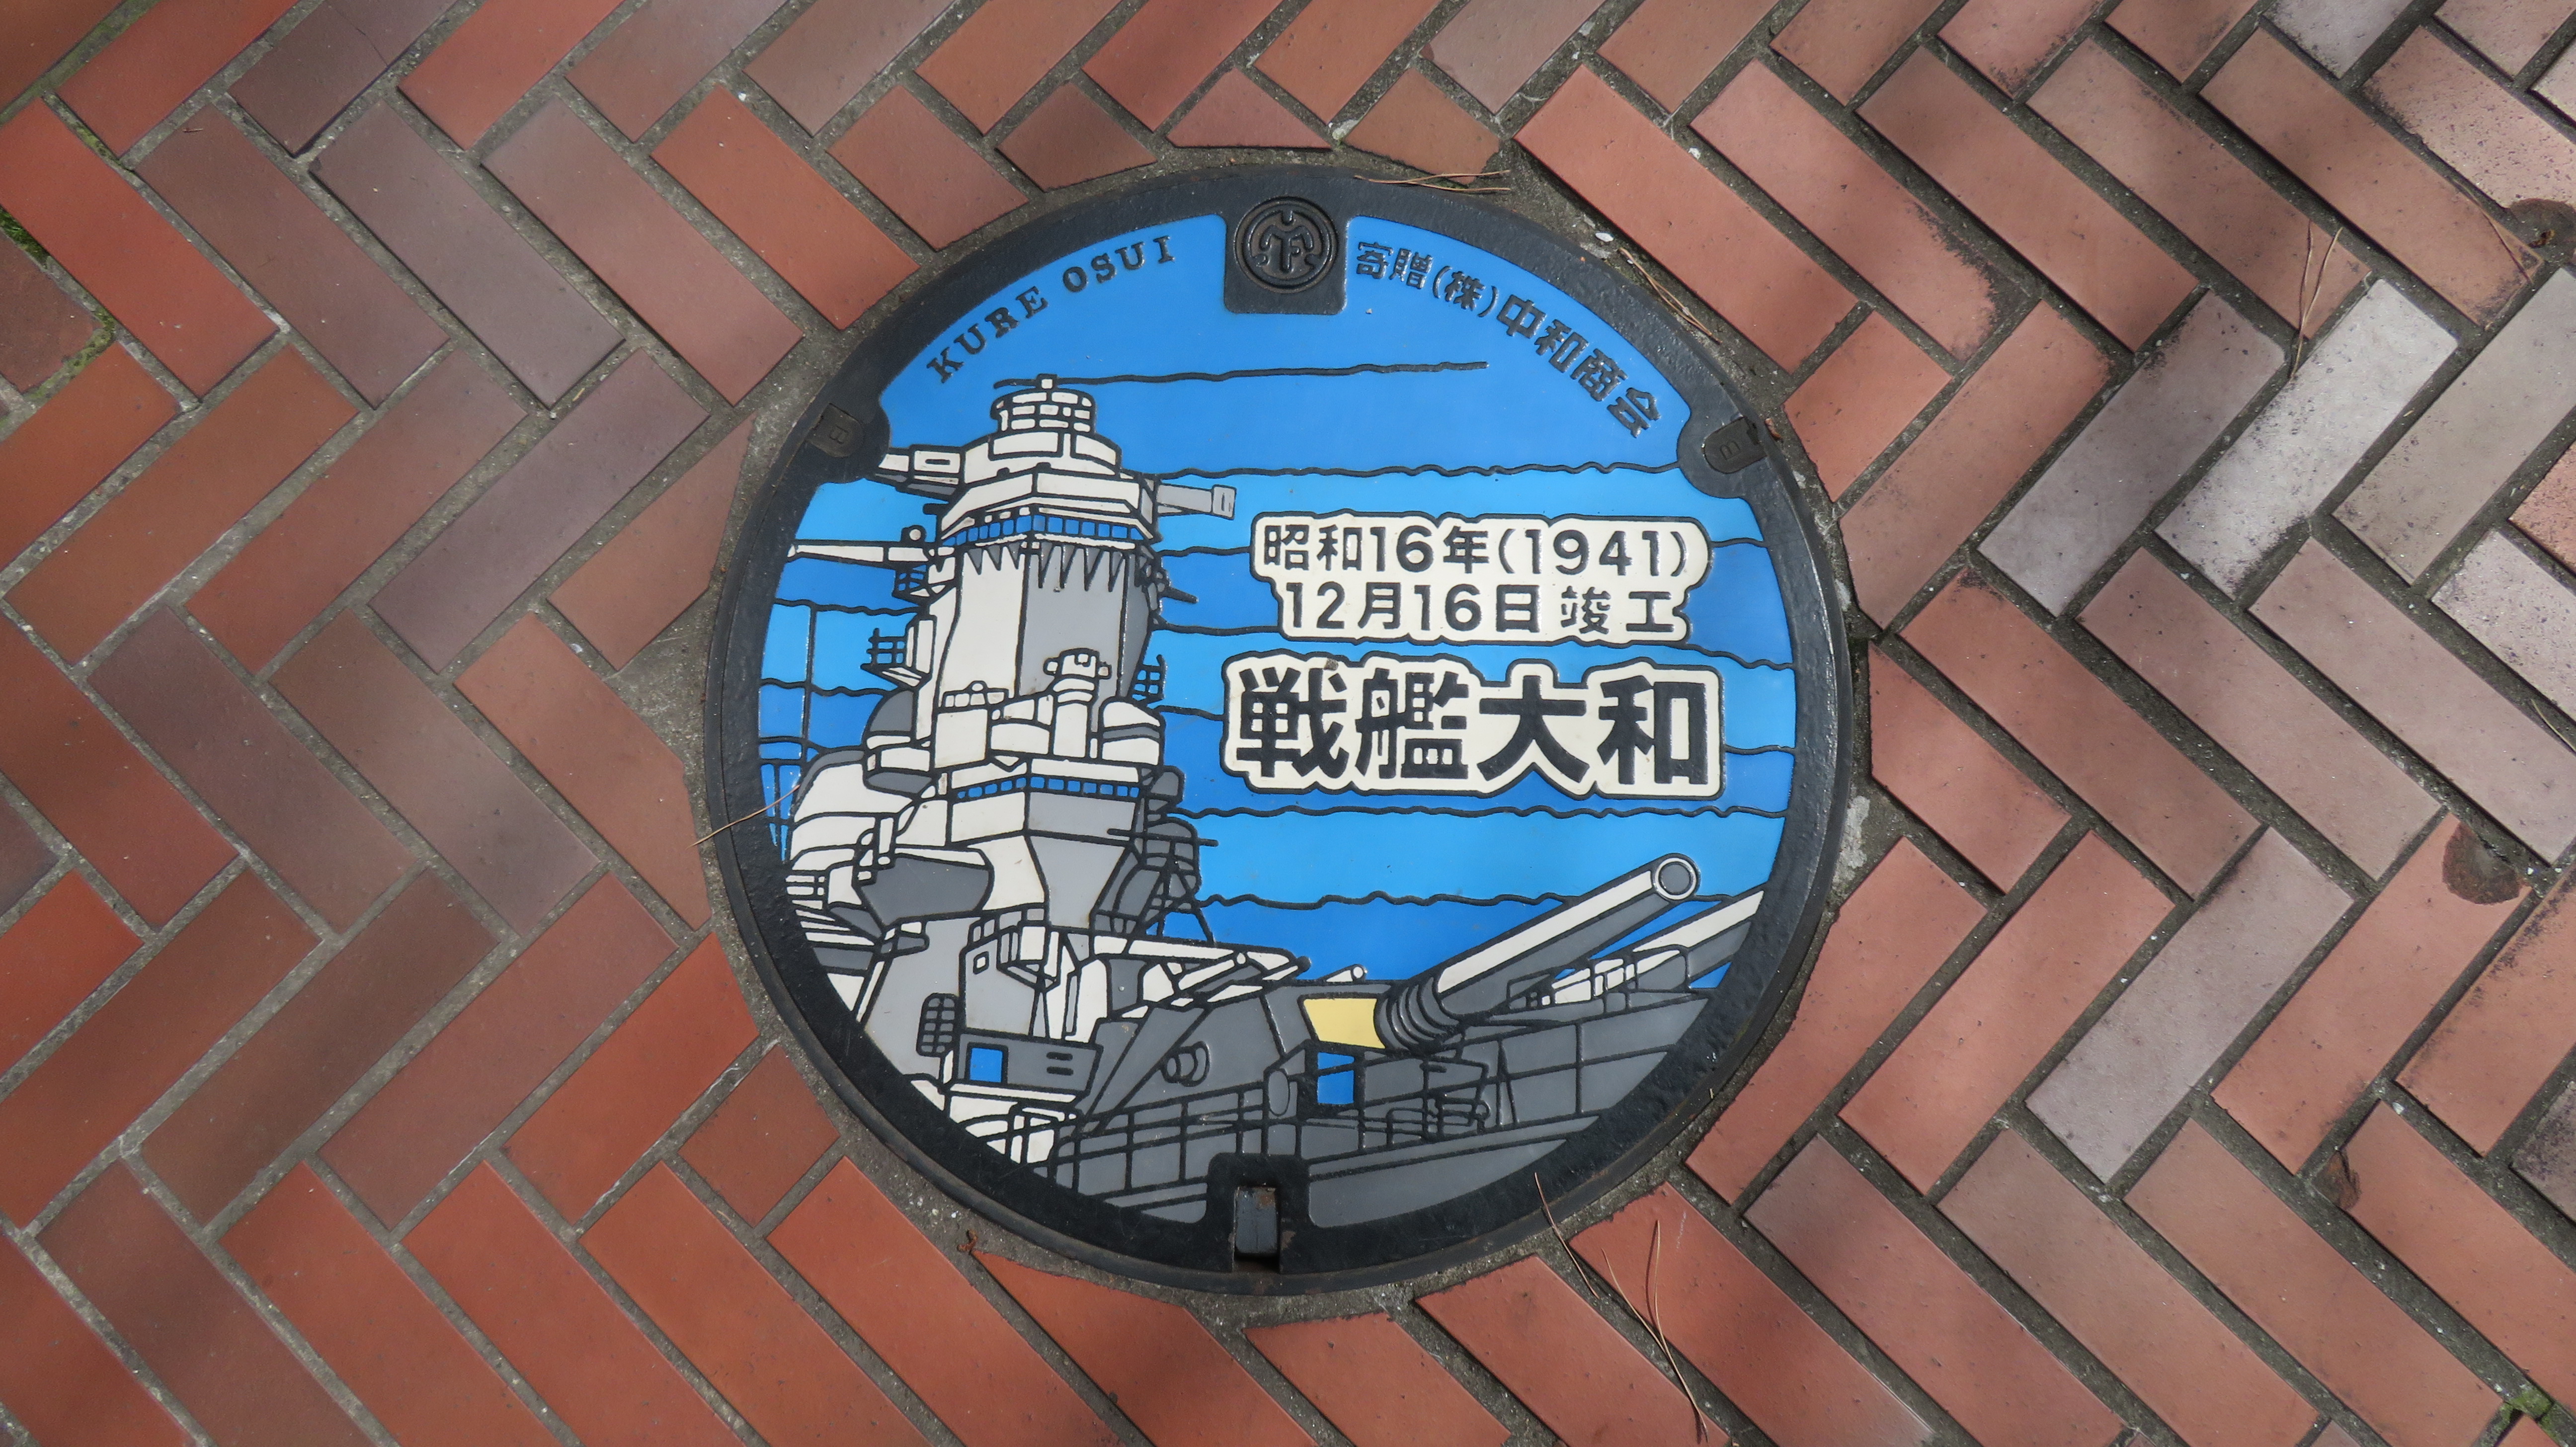 KURE OSUI
寄贈(株)中和商会
昭和16年(1941)
12月16日 竣工
戦艦大和